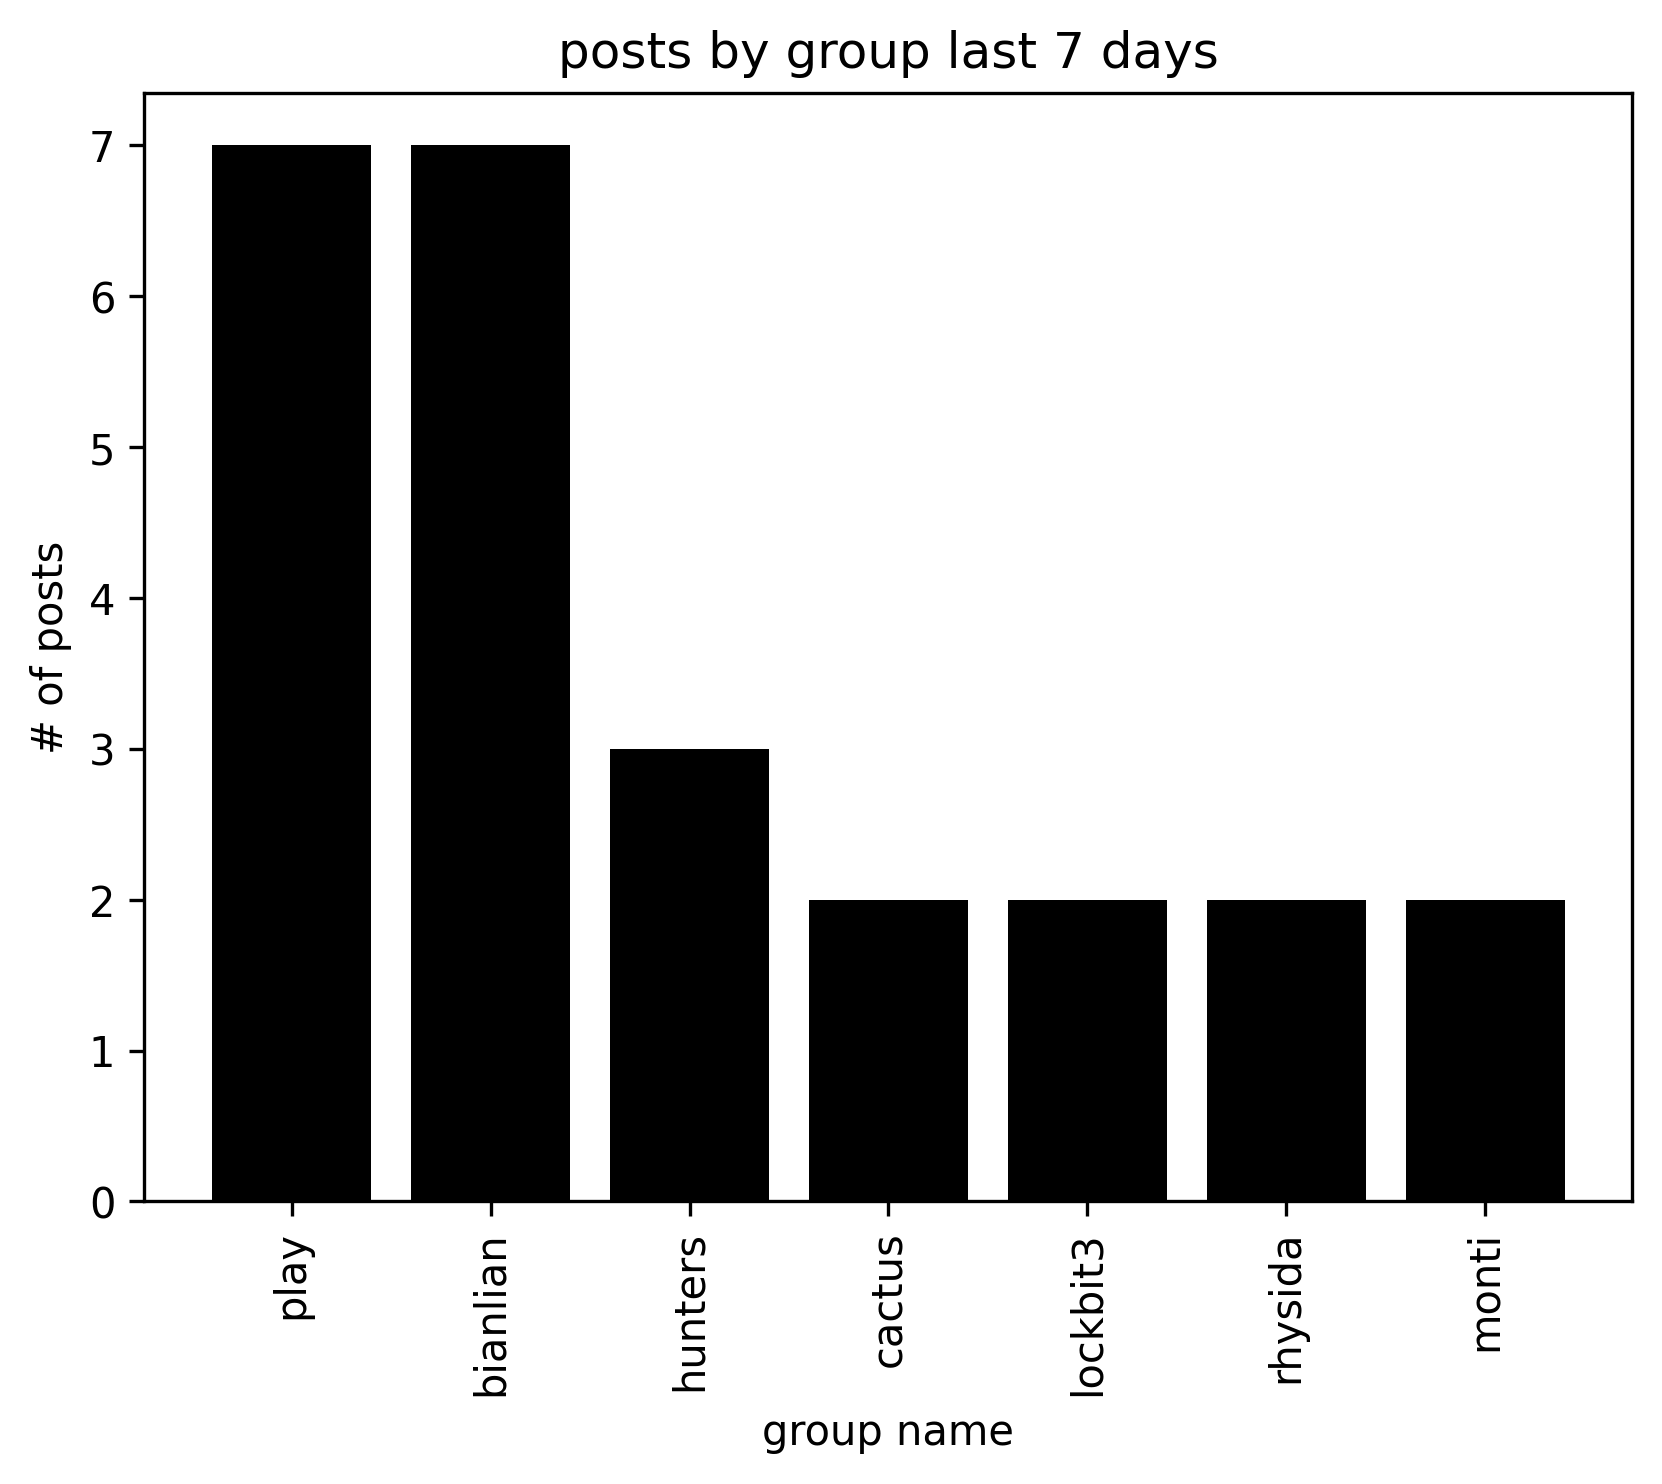 posts by group last 7 days
# of posts
7
6
5
4
3
2
1
0
play
bianlian
hunters
cactus
lockbit3
rhysida
monti
group name